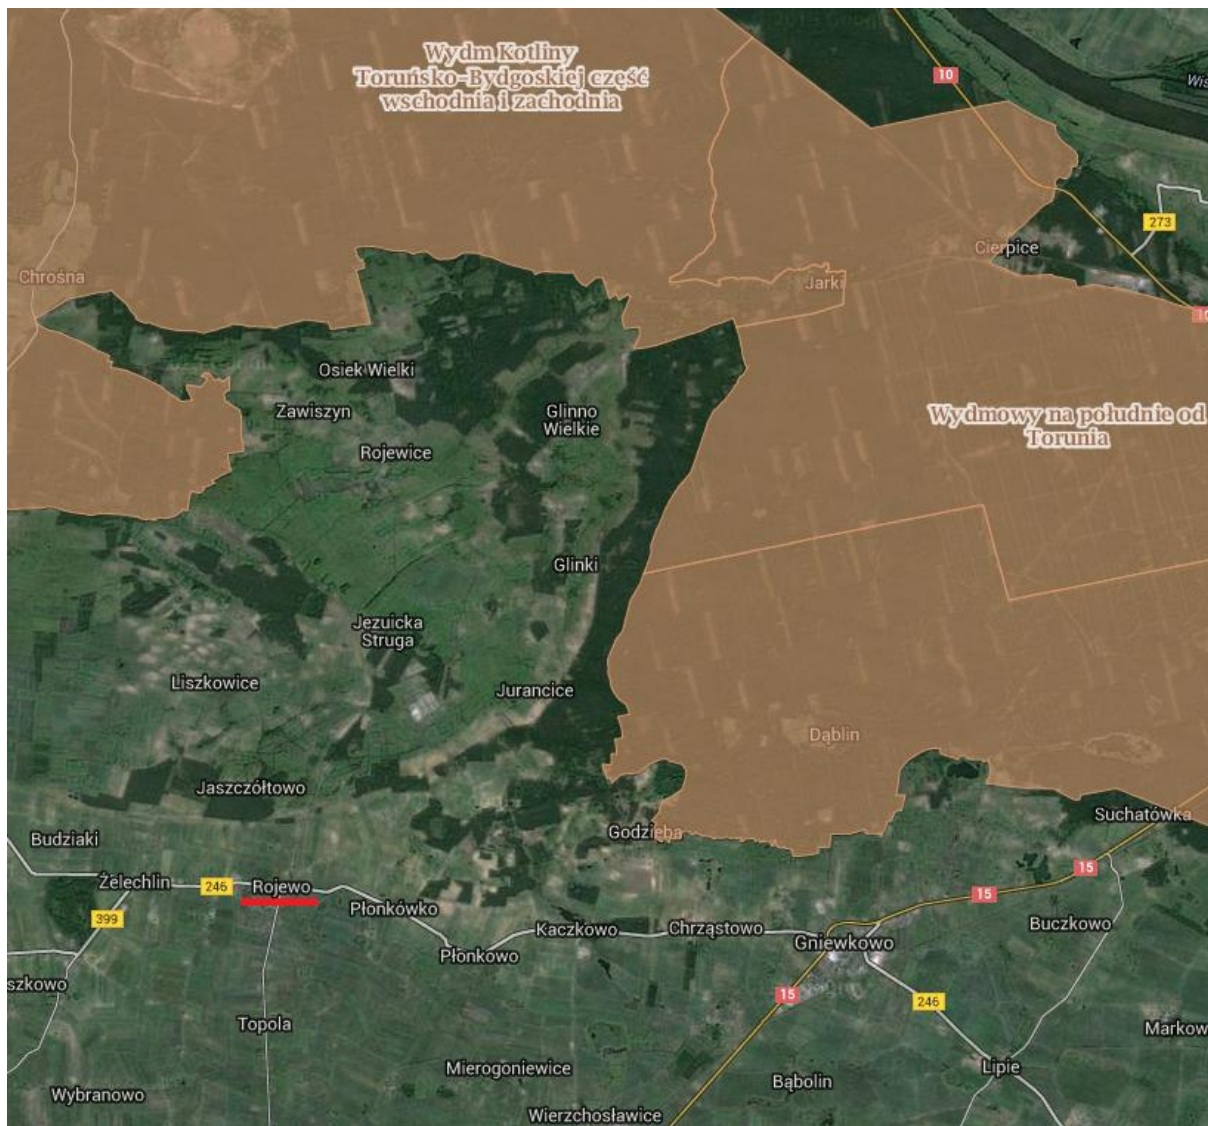 Wydm Kotliny
Toruńsko-Bydgoskiej część
wschodnia i zachodnia
10
273
Cierpice
Chrośna
Jarki
10
Osiek Wielki
Zawiszyn
Glinno
Wielkie
Wydmowy na południe od
Torunia
Rojewice
Glinki
Jezuicka
Struga
Liszkowice
Jurancice
Dąblin
Jaszczółtowo
Suchatówka
Budziaki
Godzięba
15
Żelechlin
246
Rojewo
15
399
Płonkówko
Kaczkowo
Chrząstowo
Buczkowo
Gniewkowo
Płonkowo
szkowo
15
246
Topola
Markow
Mierogoniewice
Lipie
Bąbolin
Wybranowo
Wierzchosławice